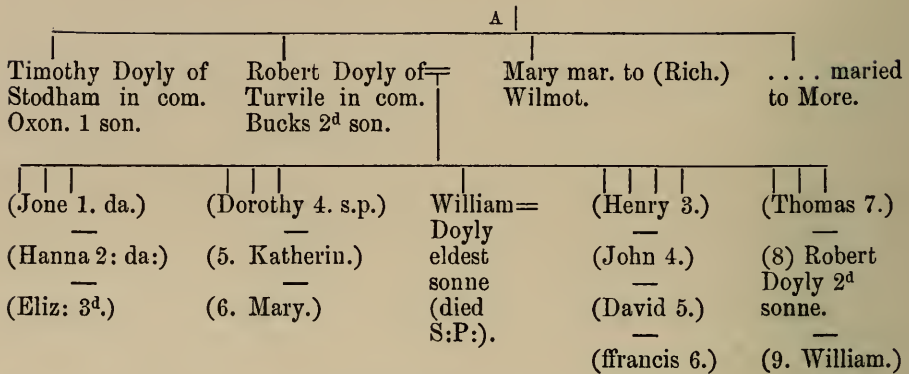 A
Timothy Doyly of
Stodham in com.
Oxon. 1 son.
Robert Doyly of=
Turvile in com.
Bucks 2d son.
Mary mar. to (Rich.)
Wilmot.
. . . . maried
to More.
(Jone 1. da.)
—
(Hanna 2: da:)
—
(Eliz: 3d.)
(Dorothy 4. s.p.)
—
(5. Katherin.)
—
(6. Mary.)
William=
Doyly
eldest
sonne
(died
S:P:).
(Henry 3.)
—
(John 4.)
—
(David 5.)
—
(ffrancis 6.)
(Thomas 7.)
—
(8) Robert
Doyly 2d
sonne.
—
(9. William.)